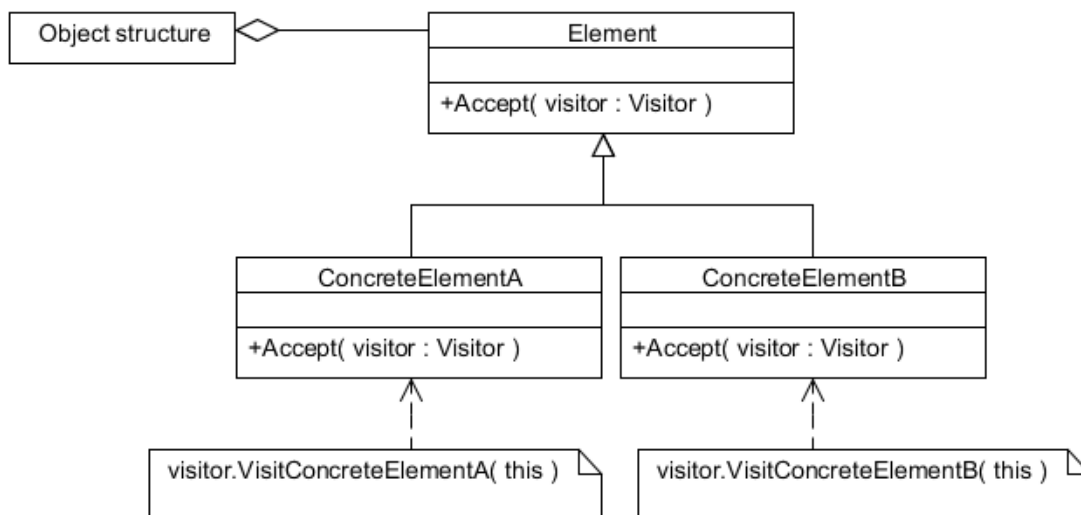 Object structure
Element
+Accept( visitor : Visitor )
ConcreteElementA
+Accept( visitor : Visitor )
ConcreteElementB
+Accept( visitor : Visitor )
visitor.VisitConcreteElementA( this )
visitor.VisitConcreteElementB( this )